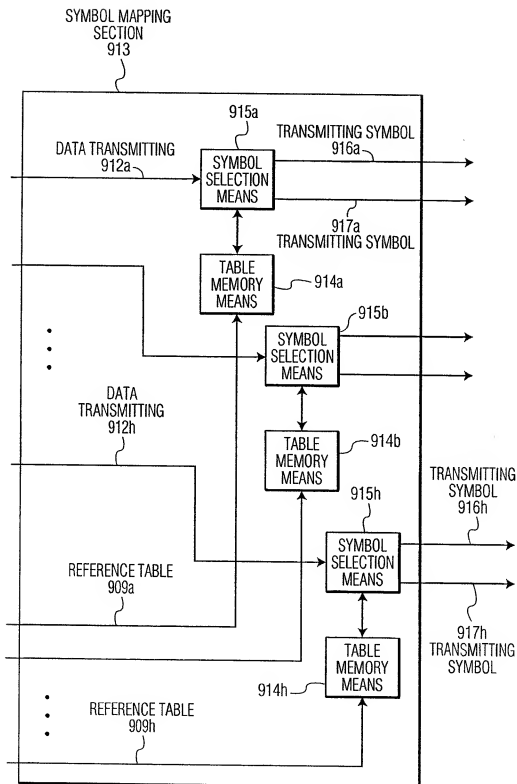 SYMBOL MAPPING
SECTION
913
915a
DATA TRANSMITTING
912a
SYMBOL
SELECTION
MEANS
TRANSMITTING SYMBOL
916a
917a
TRANSMITTING SYMBOL
TABLE
MEMORY
MEANS
914a
915b
SYMBOL
SELECTION
MEANS
DATA
TRANSMITTING
912h
TABLE
MEMORY
MEANS
914b
915h
TRANSMITTING
SYMBOL
916h
SYMBOL
SELECTION
MEANS
REFERENCE TABLE
909a
917h
TRANSMITTING
SYMBOL
TABLE
MEMORY
MEANS
914h
REFERENCE TABLE
909h